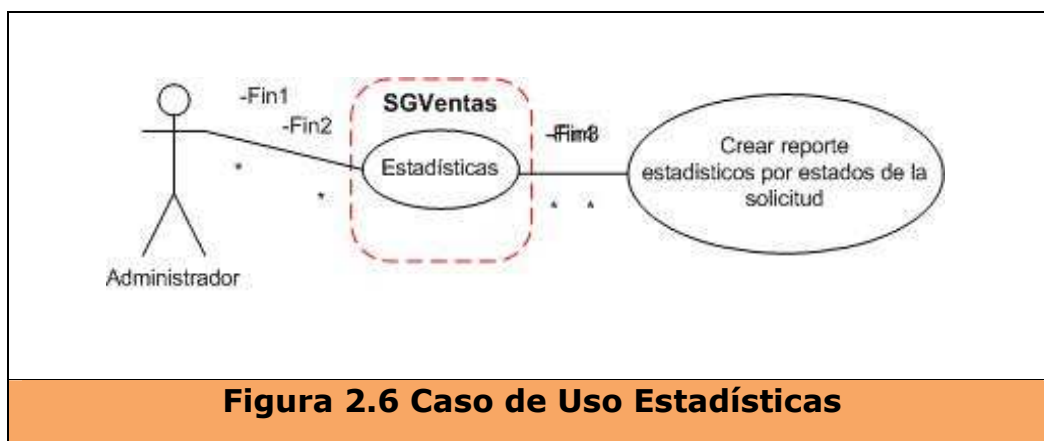 -Fin1
-Fin2
*
*
SGVentas
Estadísticas
* *
Crear reporte
estadisticos por estados de la
solicitud
Administrador
Figura 2.6 Caso de Uso Estadísticas